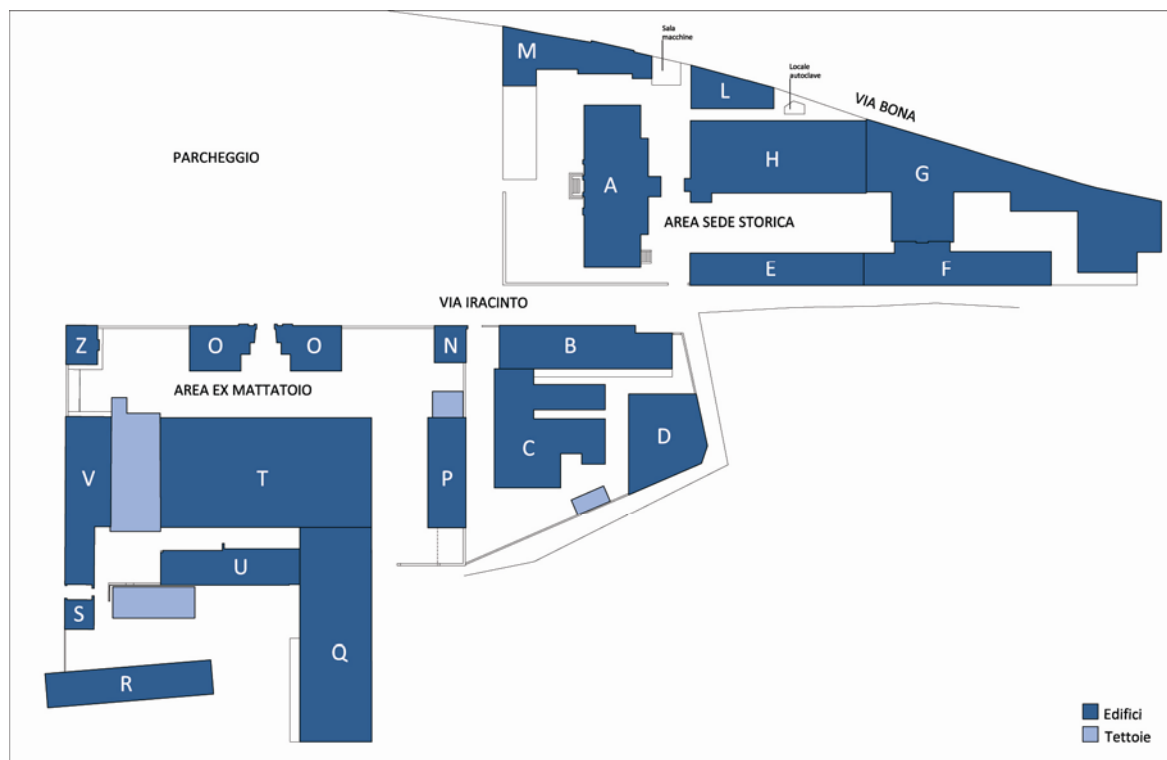 M
Sala
macchine
L
Locale
autoclave
VIA BONA
PARCHEGGIO
A
H
G
AREA SEDE STORICA
E
F
VIA IRACINTO
Z
O
O
N
B
AREA EX MATTATOIO
V
T
P
C
D
U
S
Q
R
Edifici
Tettoie